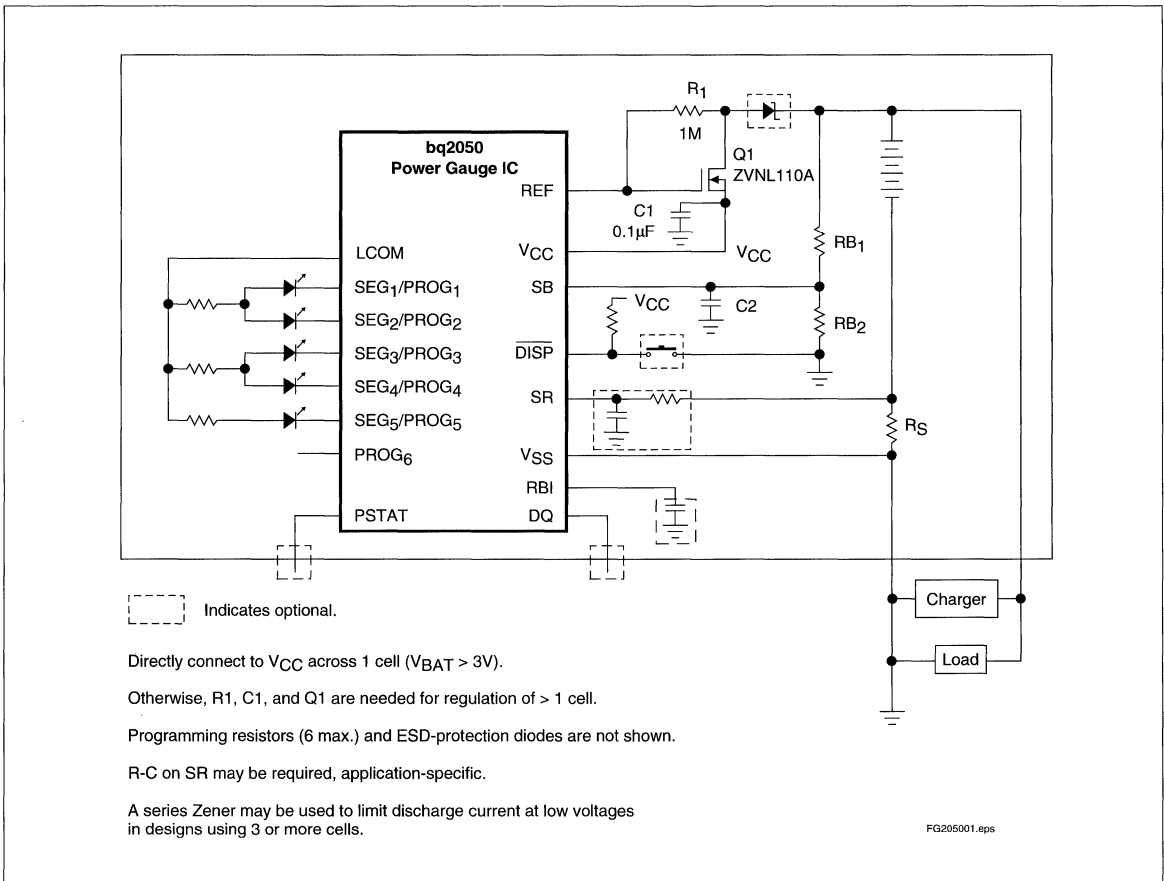 bq2050
Power Gauge IC
R1
1M
Q1
ZVNL110A
REF
C1
0.1µF
VCC
VCC
LCOM
SB
RB1
SEG1/PROG1
C2
VCC
SEG2/PROG2
RB2
SEG3/PROG3
DISP
SEG4/PROG4
SR
SEG5/PROG5
RS
PROG6
VSS
RBI
PSTAT
DQ
Charger
Load
Indicates optional.
Directly connect to VCC across 1 cell (VBAT > 3V).
Otherwise, R1, C1, and Q1 are needed for regulation of > 1 cell.
Programming resistors (6 max.) and ESD-protection diodes are not shown.
R-C on SR may be required, application-specific.
A series Zener may be used to limit discharge current at low voltages
in designs using 3 or more cells.
FG205001.eps